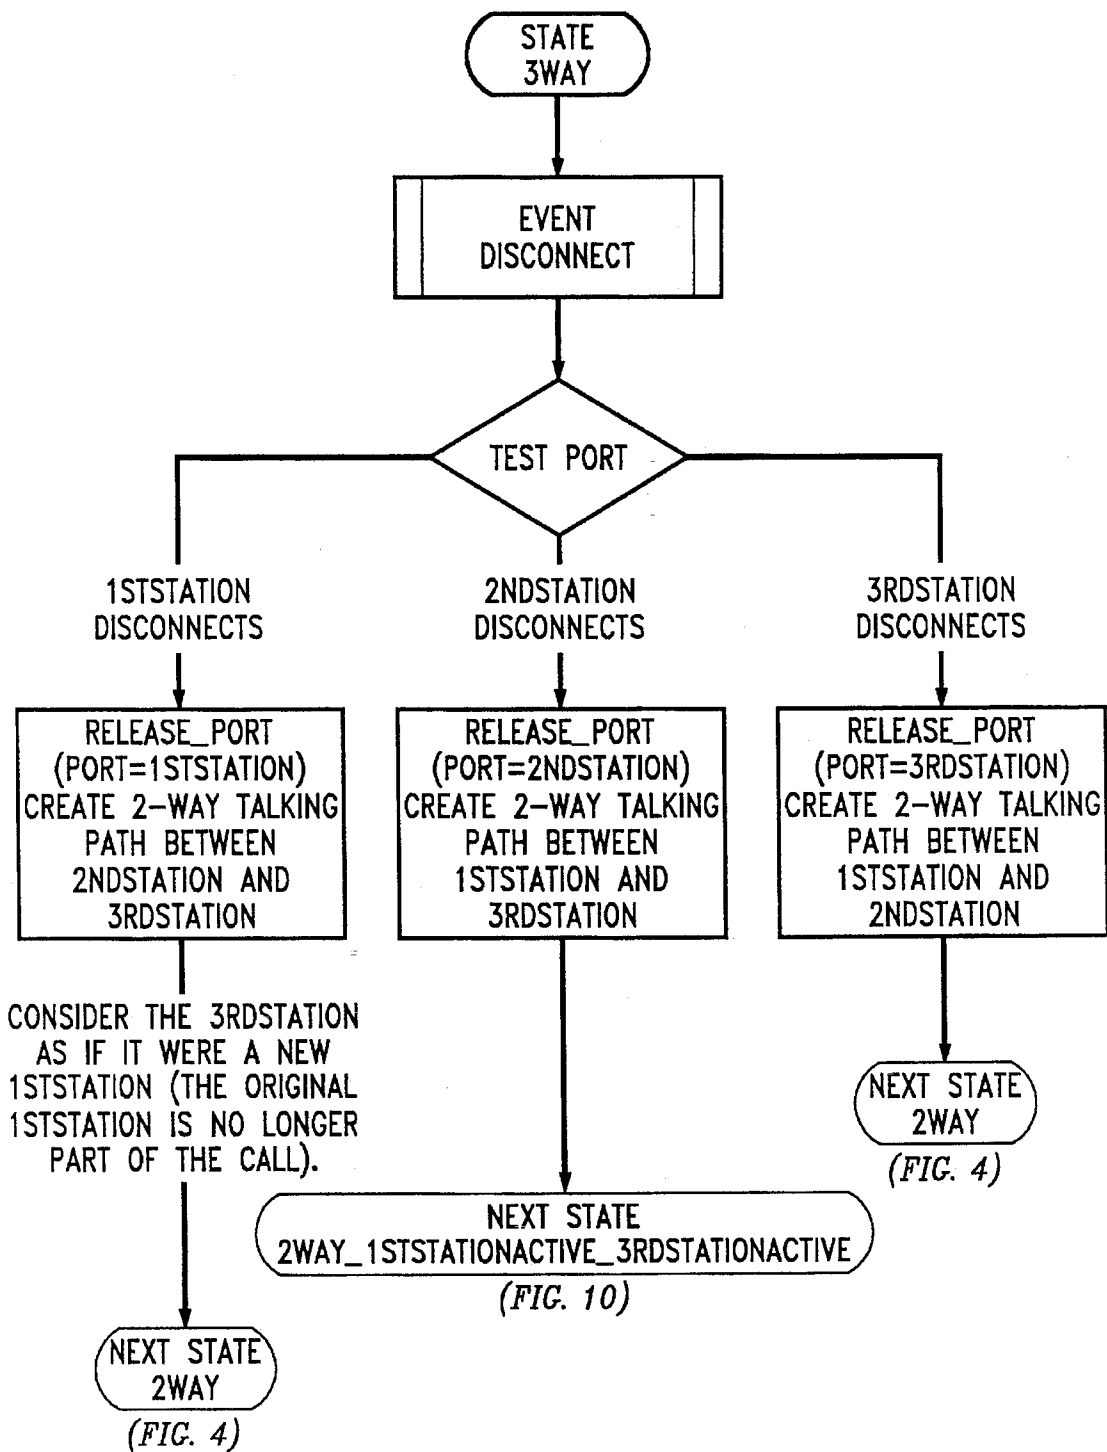 STATE
3WAY
EVENT
DISCONNECT
TEST PORT
1STSTATION
DISCONNECTS
2NDSTATION
DISCONNECTS
3RDSTATION
DISCONNECTS
RELEASE_PORT
(PORT=1STSTATION)
CREATE 2-WAY TALKING
PATH BETWEEN
2NDSTATION AND
3RDSTATION
RELEASE_PORT
(PORT=2NDSTATION)
CREATE 2-WAY TALKING
PATH BETWEEN
1STSTATION AND
3RDSTATION
RELEASE_PORT
(PORT=3RDSTATION)
CREATE 2-WAY TALKING
PATH BETWEEN
1STSTATION AND
2NDSTATION
CONSIDER THE 3RDSTATION
AS IF IT WERE A NEW
1STSTATION (THE ORIGINAL
1STSTATION IS NO LONGER
PART OF THE CALL).
NEXT STATE
2WAY
(FIG. 4)
NEXT STATE
2WAY_1STSTATIONACTIVE_3RDSTATIONACTIVE
(FIG. 10)
NEXT STATE
2WAY
(FIG. 4)